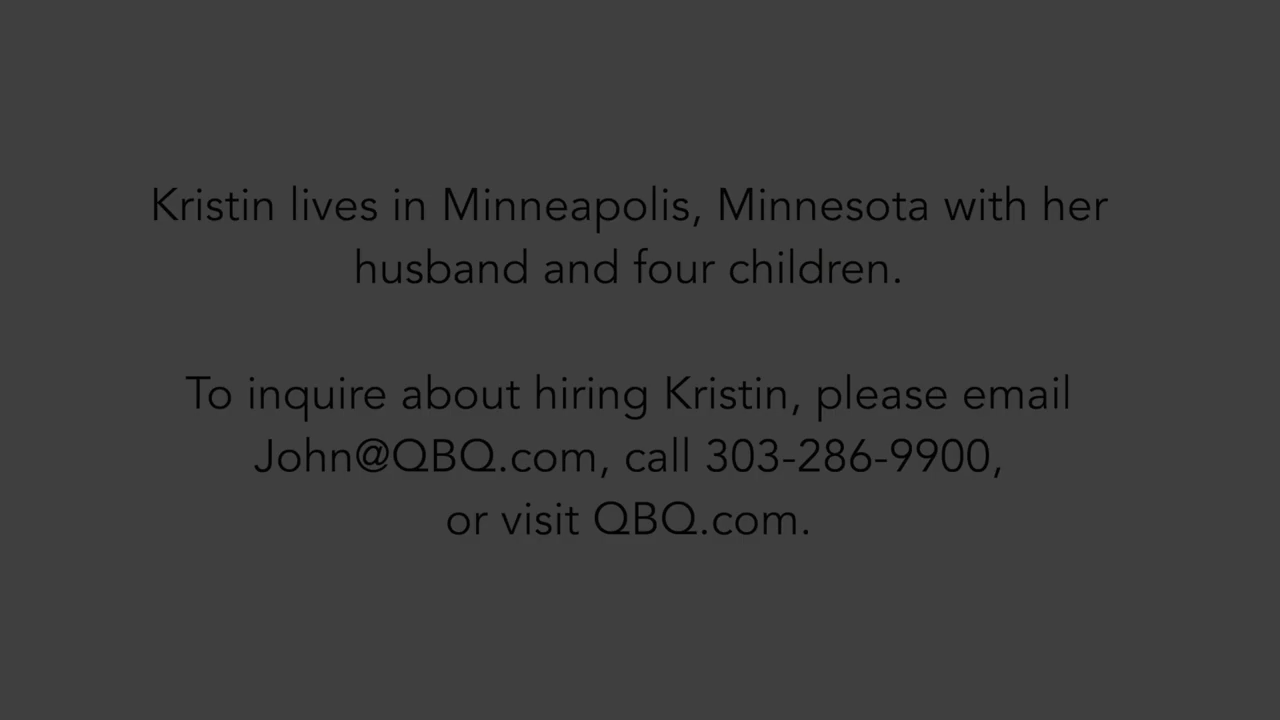 Kristin lives in Minneapolis, Minnesota with her
husband and four children.
To inquire about hiring Kristin, please email
John@QBQ.com, call 303-286-9900,
or visit QBQ.com.